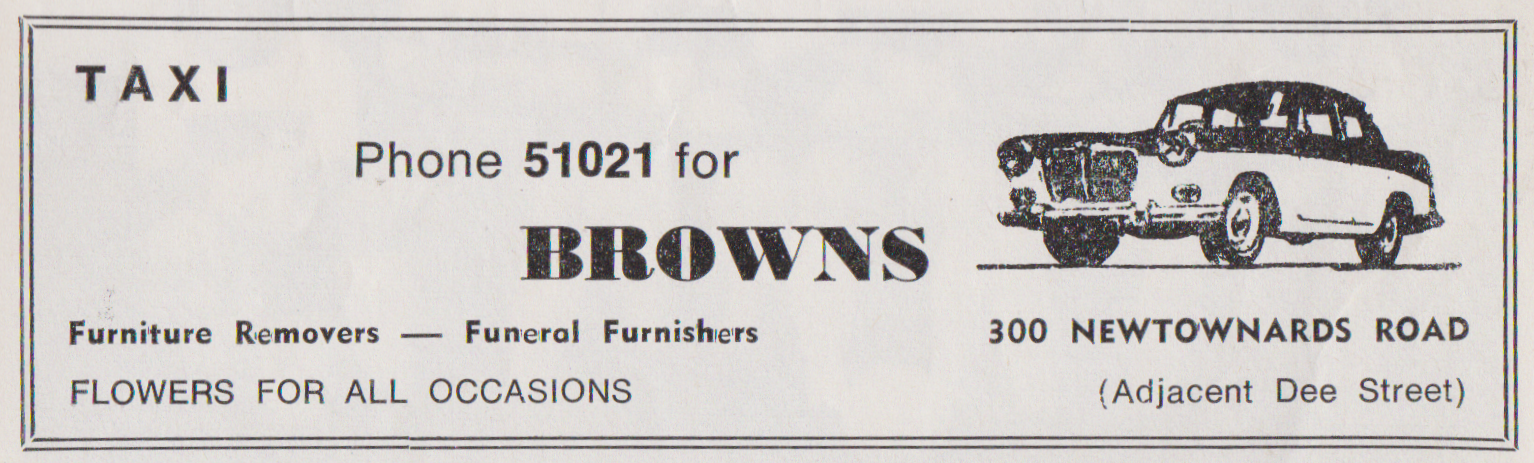 TAXI
Phone 51021 for
BROWNS
Furniture Removers — Funeral Furnishers
300 NEWTOWNARDS ROAD
FLOWERS FOR ALL OCCASIONS
(Adjacent Dee Street)